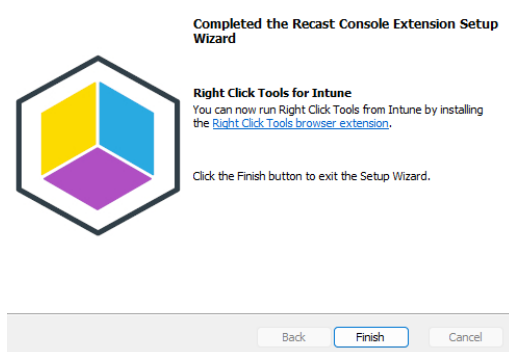 Completed the Recast Console Extension Setup
Wizard
Right Click Tools for Intune
You can now run Right Click Tools from Intune by installing
the Right Click Tools browser extension.
Click the Finish button to exit the Setup Wizard.
Back Finish Cancel